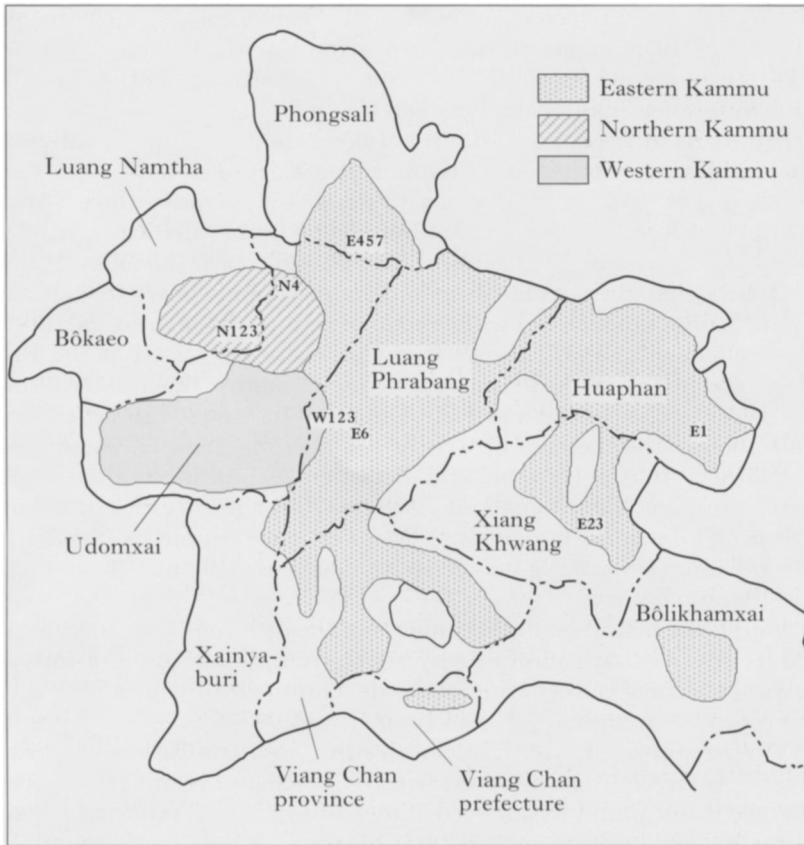 Eastern Kammu
Northern Kammu
Western Kammu
Phongsali
Luang Namtha
E457
N4
N123
Bôkaeo
Luang
Phrabang
Huaphan
W123
E6
E1
E23
Xiang
Khwang
Udomxai
Bôlikhamxai
Xainya-
buri
Viang Chan
province
Viang Chan
prefecture